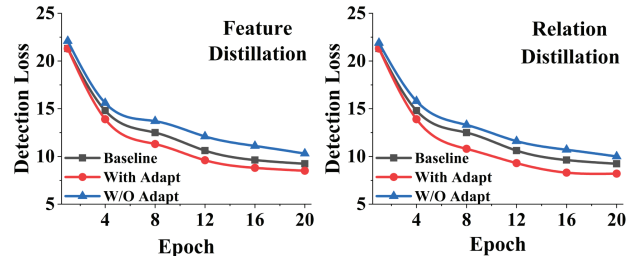 Feature
Distillation
Detection Loss
25
20
15
10
5
Baseline
With Adapt
W/O Adapt
4 8 12 16 20
Epoch
Relation
Distillation
Detection Loss
25
20
15
10
5
Baseline
With Adapt
W/O Adapt
4 8 12 16 20
Epoch